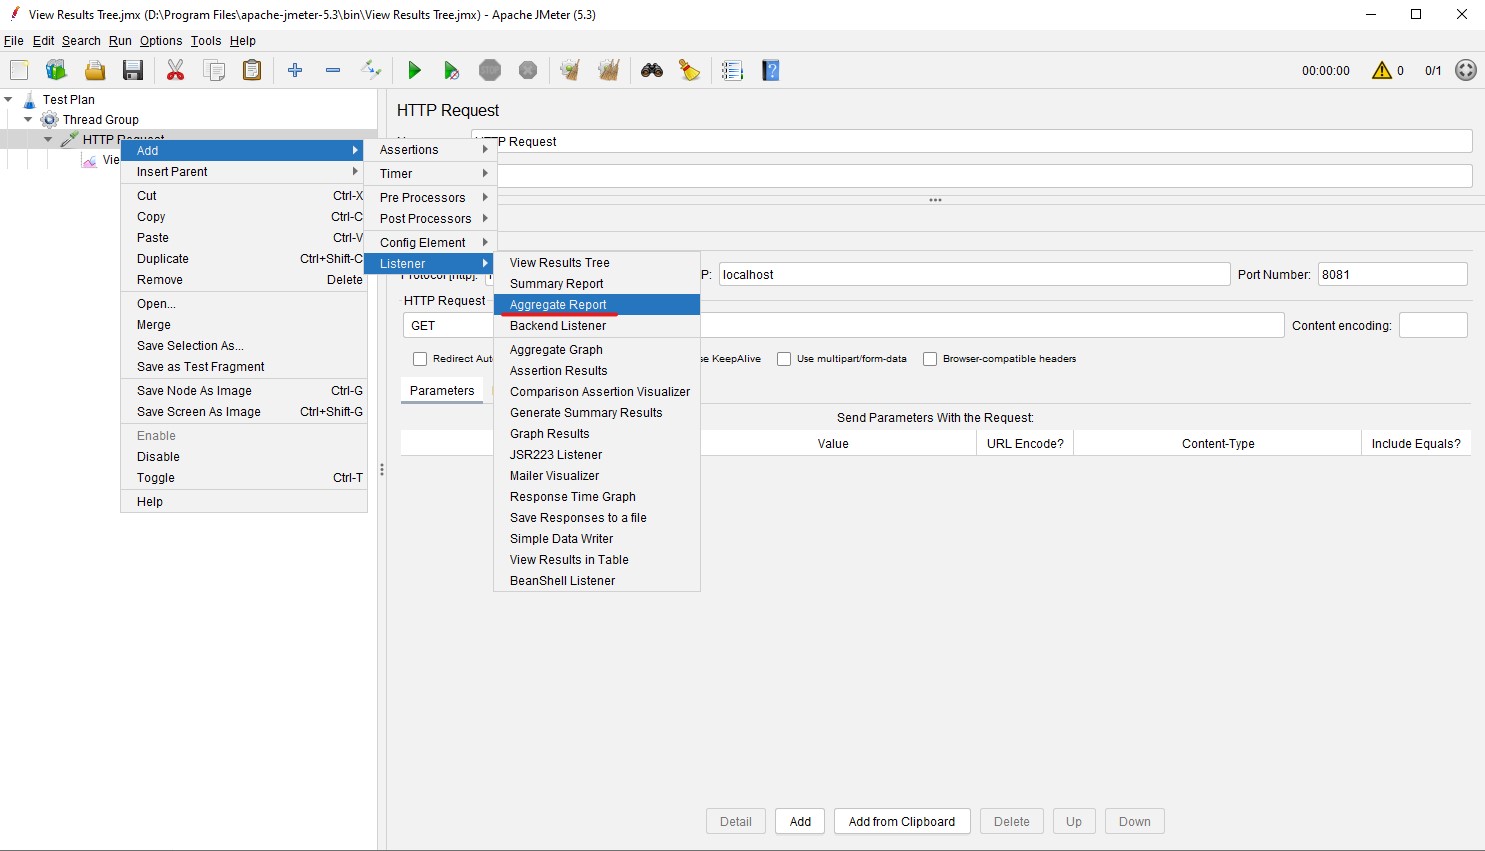 View Results Tree.jmx (D:\Program Files\apache-jmeter-5.3\bin\View Results Tree.jmx) - Apache JMeter (5.3)
File Edit Search Run Options Tools Help
00:00:00 0 0/1
Test Plan
Thread Group
HTTP Request
Vie
Add
Insert Parent
Cut Ctrl-X
Copy Ctrl-C
Paste Ctrl-V
Duplicate Ctrl+Shift-C
Remove Delete
Open...
Merge
Save Selection As...
Save as Test Fragment
Save Node As Image Ctrl-G
Save Screen As Image Ctrl+Shift-G
Enable
Disable
Toggle Ctrl-T
Help
Assertions
Timer
Pre Processors
Post Processors
Config Element
Listener
View Results Tree
Summary Report
Aggregate Report
Backend Listener
Aggregate Graph
Assertion Results
Comparison Assertion Visualizer
Generate Summary Results
Graph Results
JSR223 Listener
Mailer Visualizer
Response Time Graph
Save Responses to a file
Simple Data Writer
View Results in Table
BeanShell Listener
HTTP Request
HTTP Request
Protocol [http]: P: localhost Port Number: 8081
HTTP Request
GET Content encoding:
Redirect Aut se KeepAlive Use multipart/form-data Browser-compatible headers
Parameters
Send Parameters With the Request:
Value URL Encode? Content-Type Include Equals?
Detail Add Add from Clipboard Delete Up Down